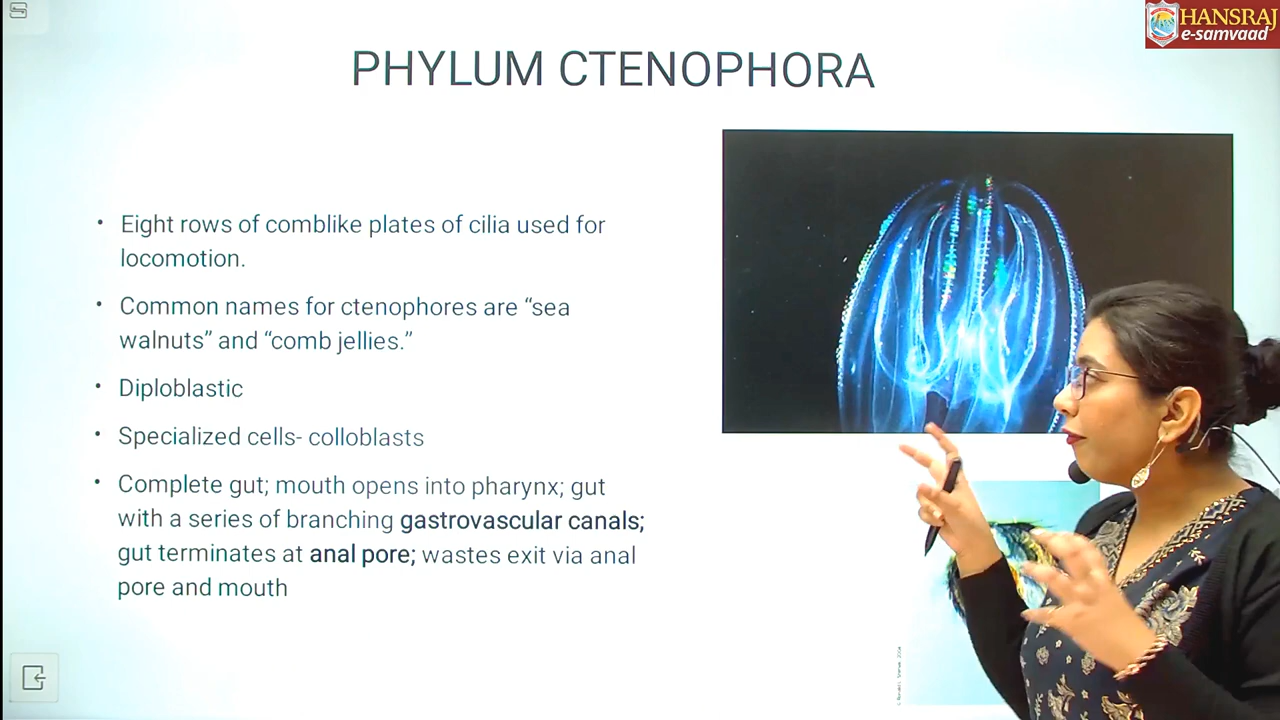 HANSRAJ
e-samvaad
PHYLUM CTENOPHORA
• Eight rows of comblike plates of cilia used for
locomotion.
• Common names for ctenophores are “sea
walnuts” and “comb jellies.”
• Diploblastic
• Specialized cells- colloblasts
• Complete gut; mouth opens into pharynx; gut
with a series of branching gastrovascular canals;
gut terminates at anal pore; wastes exit via anal
pore and mouth